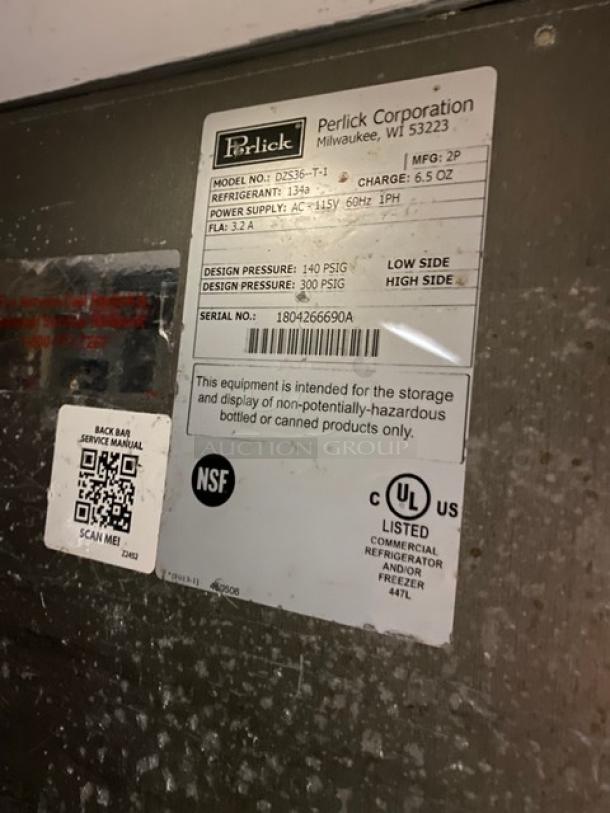 Perlick
Perlick Corporation
Milwaukee, WI 53223
MODEL NO.: DZS36--T-1
MFG: 2P
REFRIGERANT: 134a
CHARGE: 6.5 OZ
POWER SUPPLY: AC - 115V 60Hz 1PH
FLA: 3.2 A
DESIGN PRESSURE: 140 PSIG LOW SIDE
DESIGN PRESSURE: 300 PSIG HIGH SIDE
SERIAL NO.: 1804266690A
This equipment is intended for the storage
and display of non-potentially-hazardous
bottled or canned products only.
AUCTION GROUP
NSF
C UL US
LISTED
COMMERCIAL
REFRIGERATOR
AND/OR
FREEZER
447L
BACK BAR
SERVICE MANUAL
SCAN ME!
Z2452